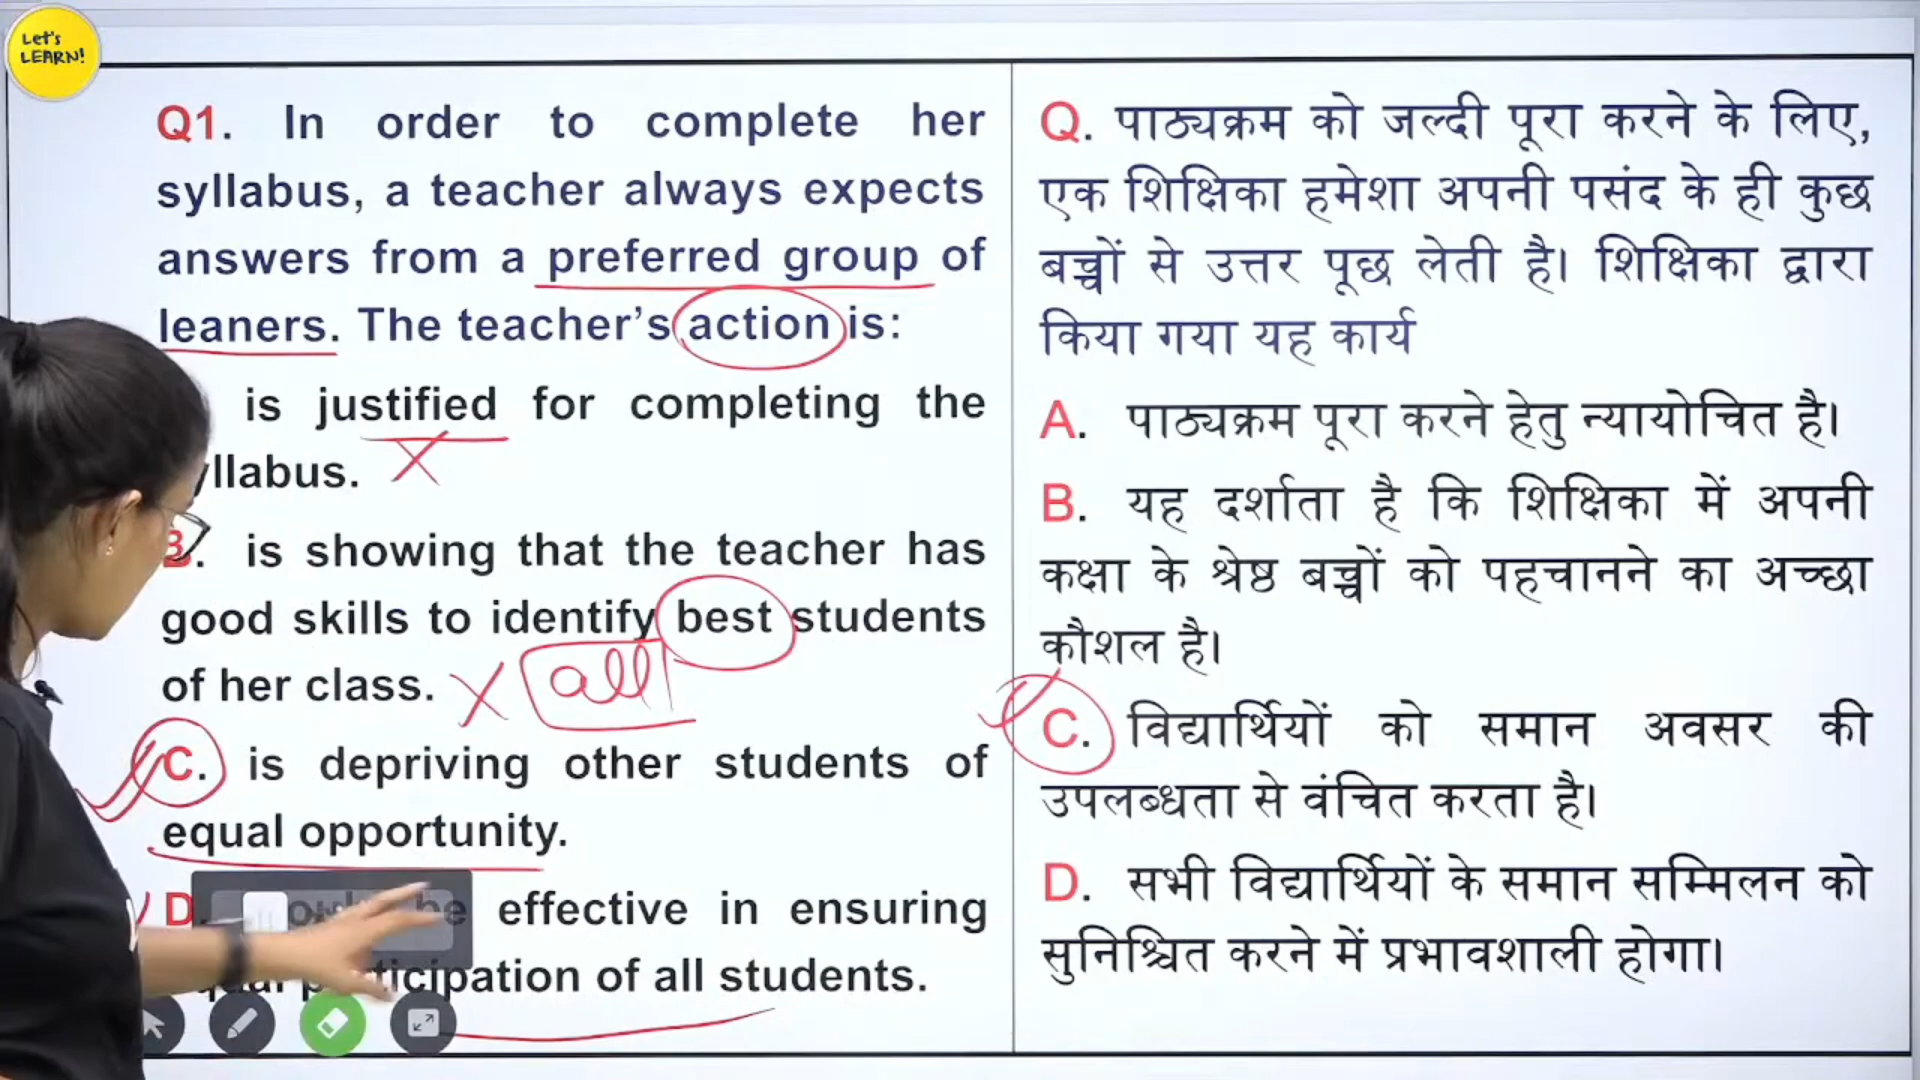 Let's
LEARN!
Q1. In order to complete her
syllabus, a teacher always expects
answers from a preferred group of
leaners. The teacher's action is:
is justified for completing the
yllabus.
B. is showing that the teacher has
good skills to identify best students
of her class. all
C. is depriving other students of
equal opportunity.
D. be effective in ensuring
participation of all students.
Q. पाठ्यक्रम को जल्दी पूरा करने के लिए,
एक शिक्षिका हमेशा अपनी पसंद के ही कुछ
बच्चों से उत्तर पूछ लेती है। शिक्षिका द्वारा
किया गया यह कार्य
A. पाठ्यक्रम पूरा करने हेतु न्यायोचित है।
B. यह दर्शाता है कि शिक्षिका में अपनी
कक्षा के श्रेष्ठ बच्चों को पहचानने का अच्छा
कौशल है।
C. विद्यार्थियों को समान अवसर की
उपलब्धता से वंचित करता है।
D. सभी विद्यार्थियों के समान सम्मिलन को
सुनिश्चित करने में प्रभावशाली होगा।